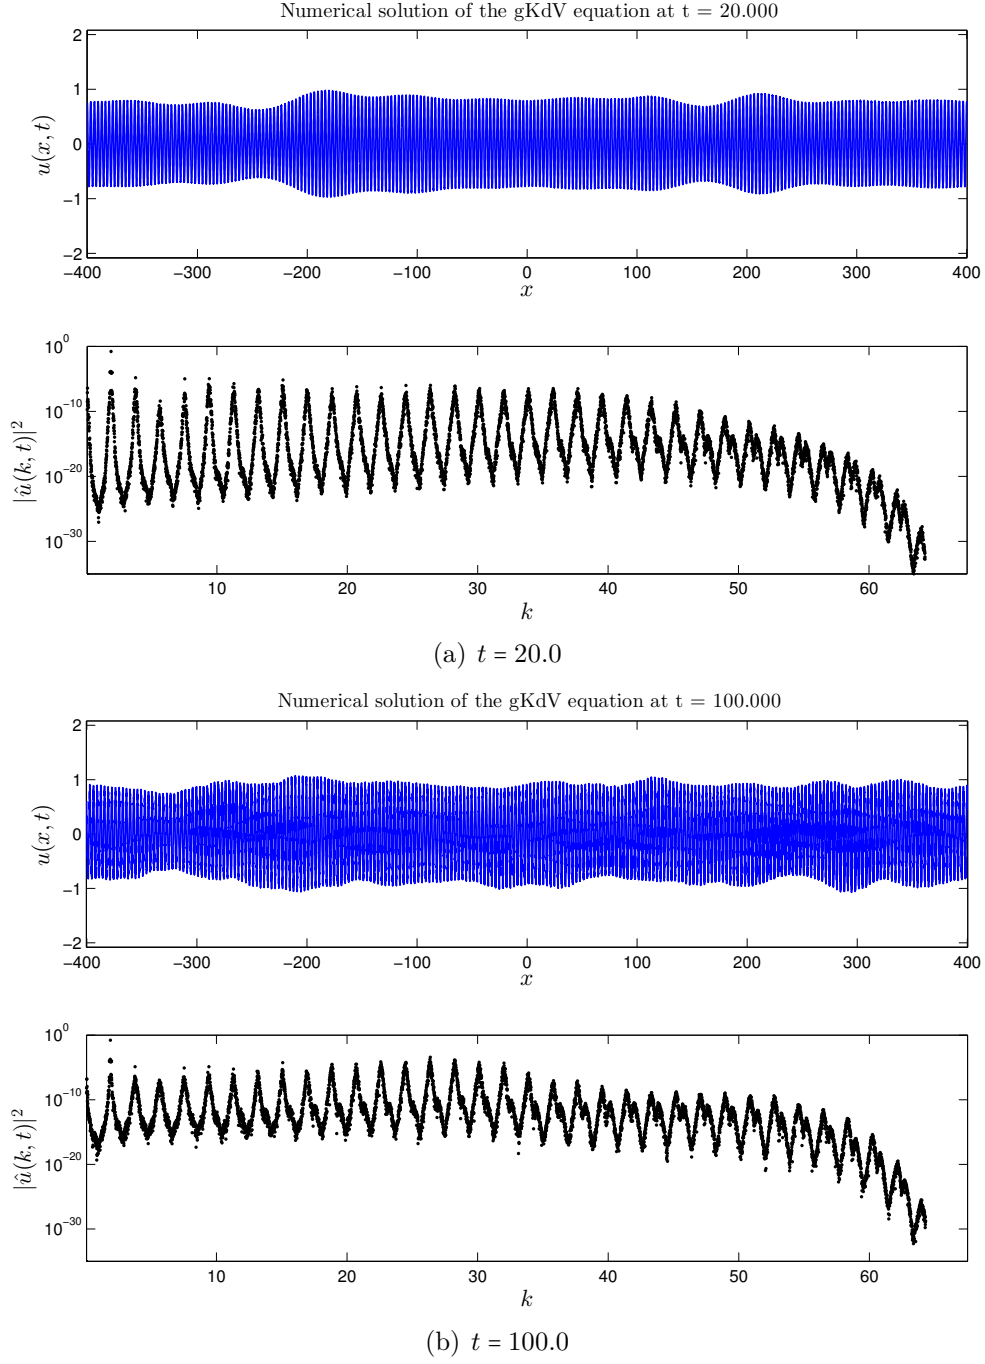 Numerical solution of the gKdV equation at t = 20.000
2
1
0
−1
−2
u(x, t)
−400 −300 −200 −100 0 100 200 300 400
x
10^0
10^−10
10^−20
10^−30
|û(k, t)|^2
10 20 30 40 50 60
k
(a) t = 20.0
Numerical solution of the gKdV equation at t = 100.000
2
1
0
−1
−2
u(x, t)
−400 −300 −200 −100 0 100 200 300 400
x
10^0
10^−10
10^−20
10^−30
|û(k, t)|^2
10 20 30 40 50 60
k
(b) t = 100.0